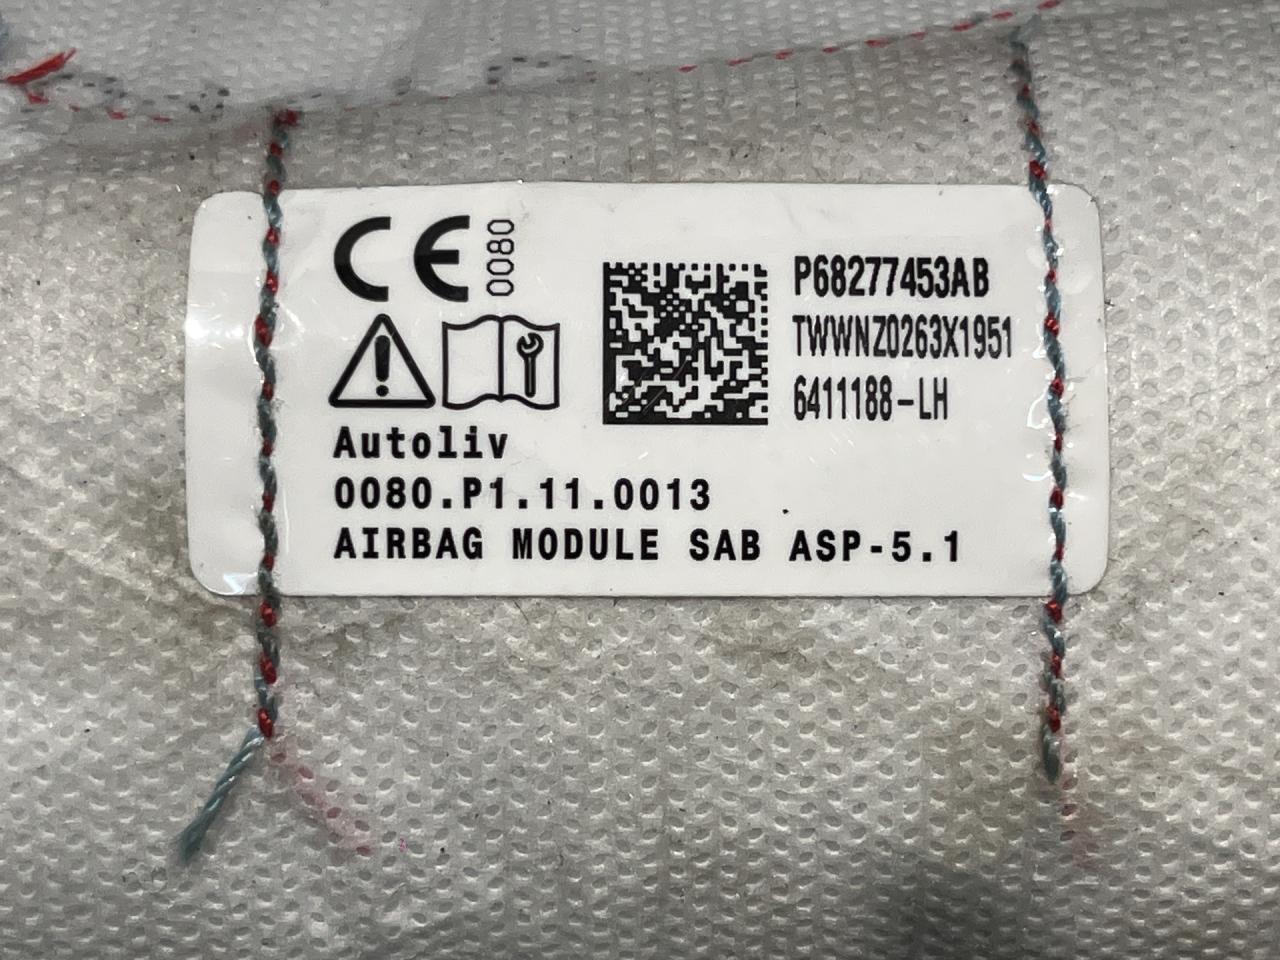 CE 0080
P68277453AB
TWWNZ0263X1951
6411188-LH
Autoliv
0080.P1.11.0013
AIRBAG MODULE SAB ASP-5.1